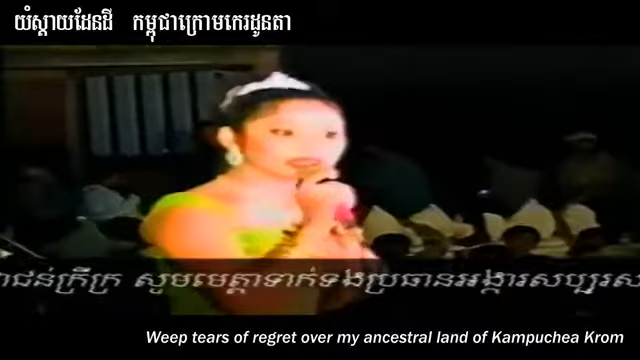 យំស្តាយដែនដី កម្ពុជាក្រោមកេរដូនតា
ជន់ក្រីក្រ សូមមេត្តាទាក់ទងប្រធានអង្គការសប្បុរស
Weep tears of regret over my ancestral land of Kampuchea Krom